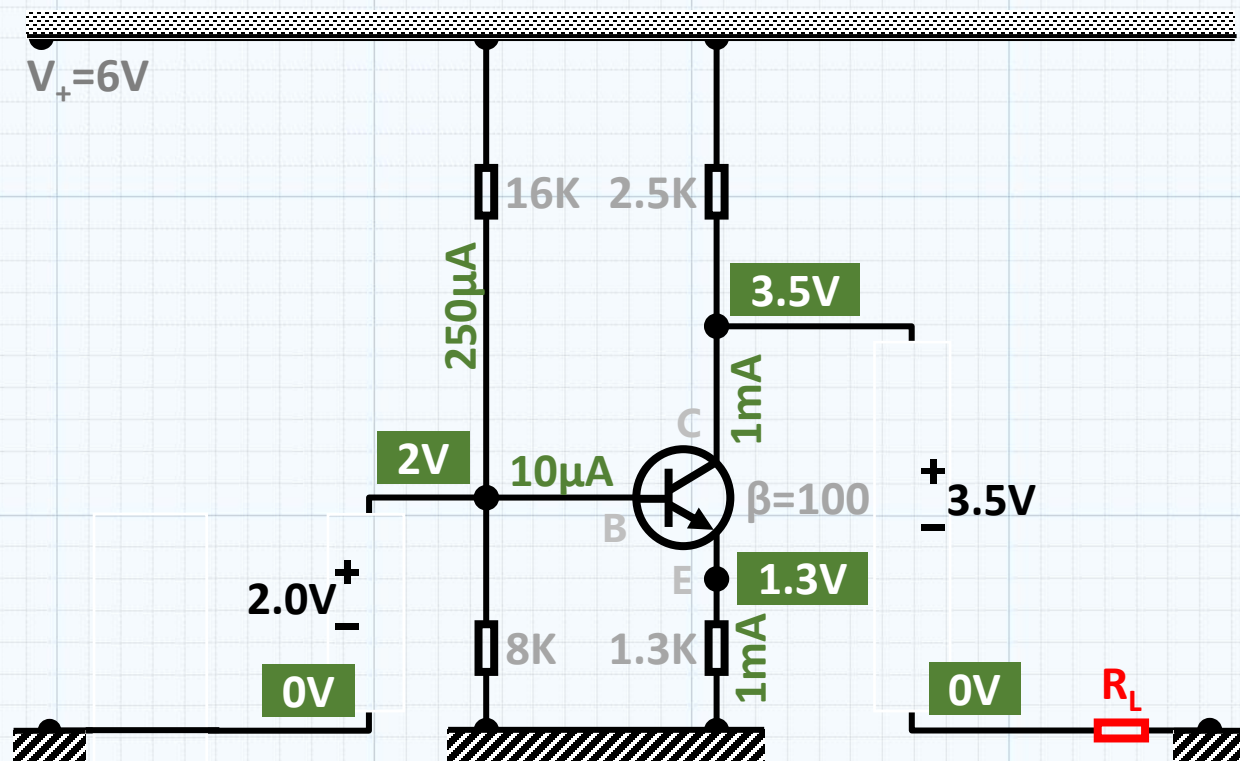 V₊=6V
16K
2.5K
250µA
3.5V
1mA
C
2V
10µA
β=100
+
3.5V
−
B
E
1.3V
+
2.0V
−
8K
1.3K
1mA
0V
0V
R_L